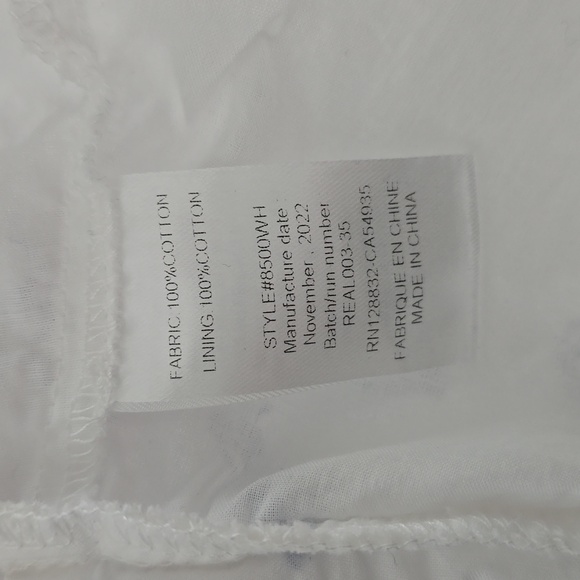 FABRIC 100%COTTON
LINING 100%COTTON
STYLE#8500WH
Manufacture date
November , 2022
Batch/run number
REAL003 35
RN128832-CA54935
FABRIQUE EN CHINE
MADE IN CHINA